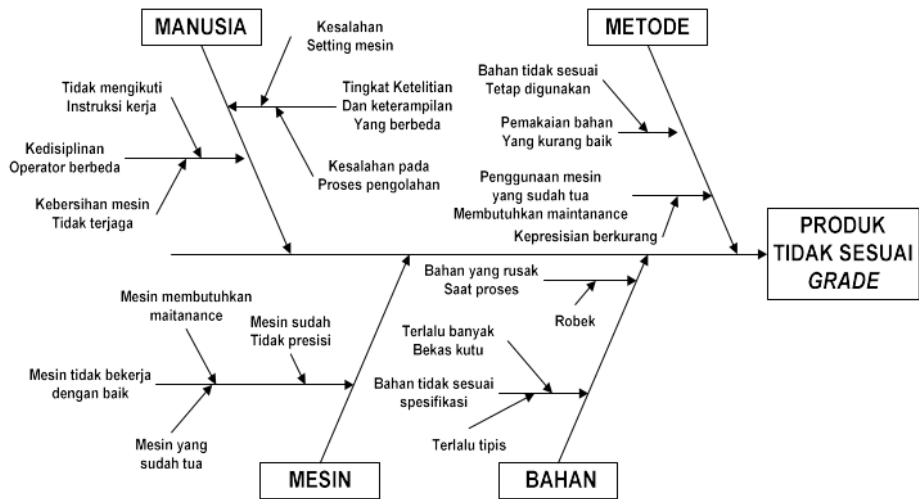 MANUSIA
METODE
Kesalahan
Setting mesin
Tidak mengikuti
Instruksi kerja
Tingkat Ketelitian
Dan keterampilan
Yang berbeda
Kedisiplinan
Operator berbeda
Kesalahan pada
Proses pengolahan
Kebersihan mesin
Tidak terjaga
Bahan tidak sesuai
Tetap digunakan
Pemakaian bahan
Yang kurang baik
Penggunaan mesin
yang sudah tua
Membutuhkan maintanance
Kepresisian berkurang
PRODUK
TIDAK SESUAI
GRADE
Mesin membutuhkan
maitanance
Mesin sudah
Tidak presisi
Mesin tidak bekerja
dengan baik
Mesin yang
sudah tua
Bahan yang rusak
Saat proses
Robek
Terlalu banyak
Bekas kutu
Bahan tidak sesuai
spesifikasi
Terlalu tipis
MESIN
BAHAN